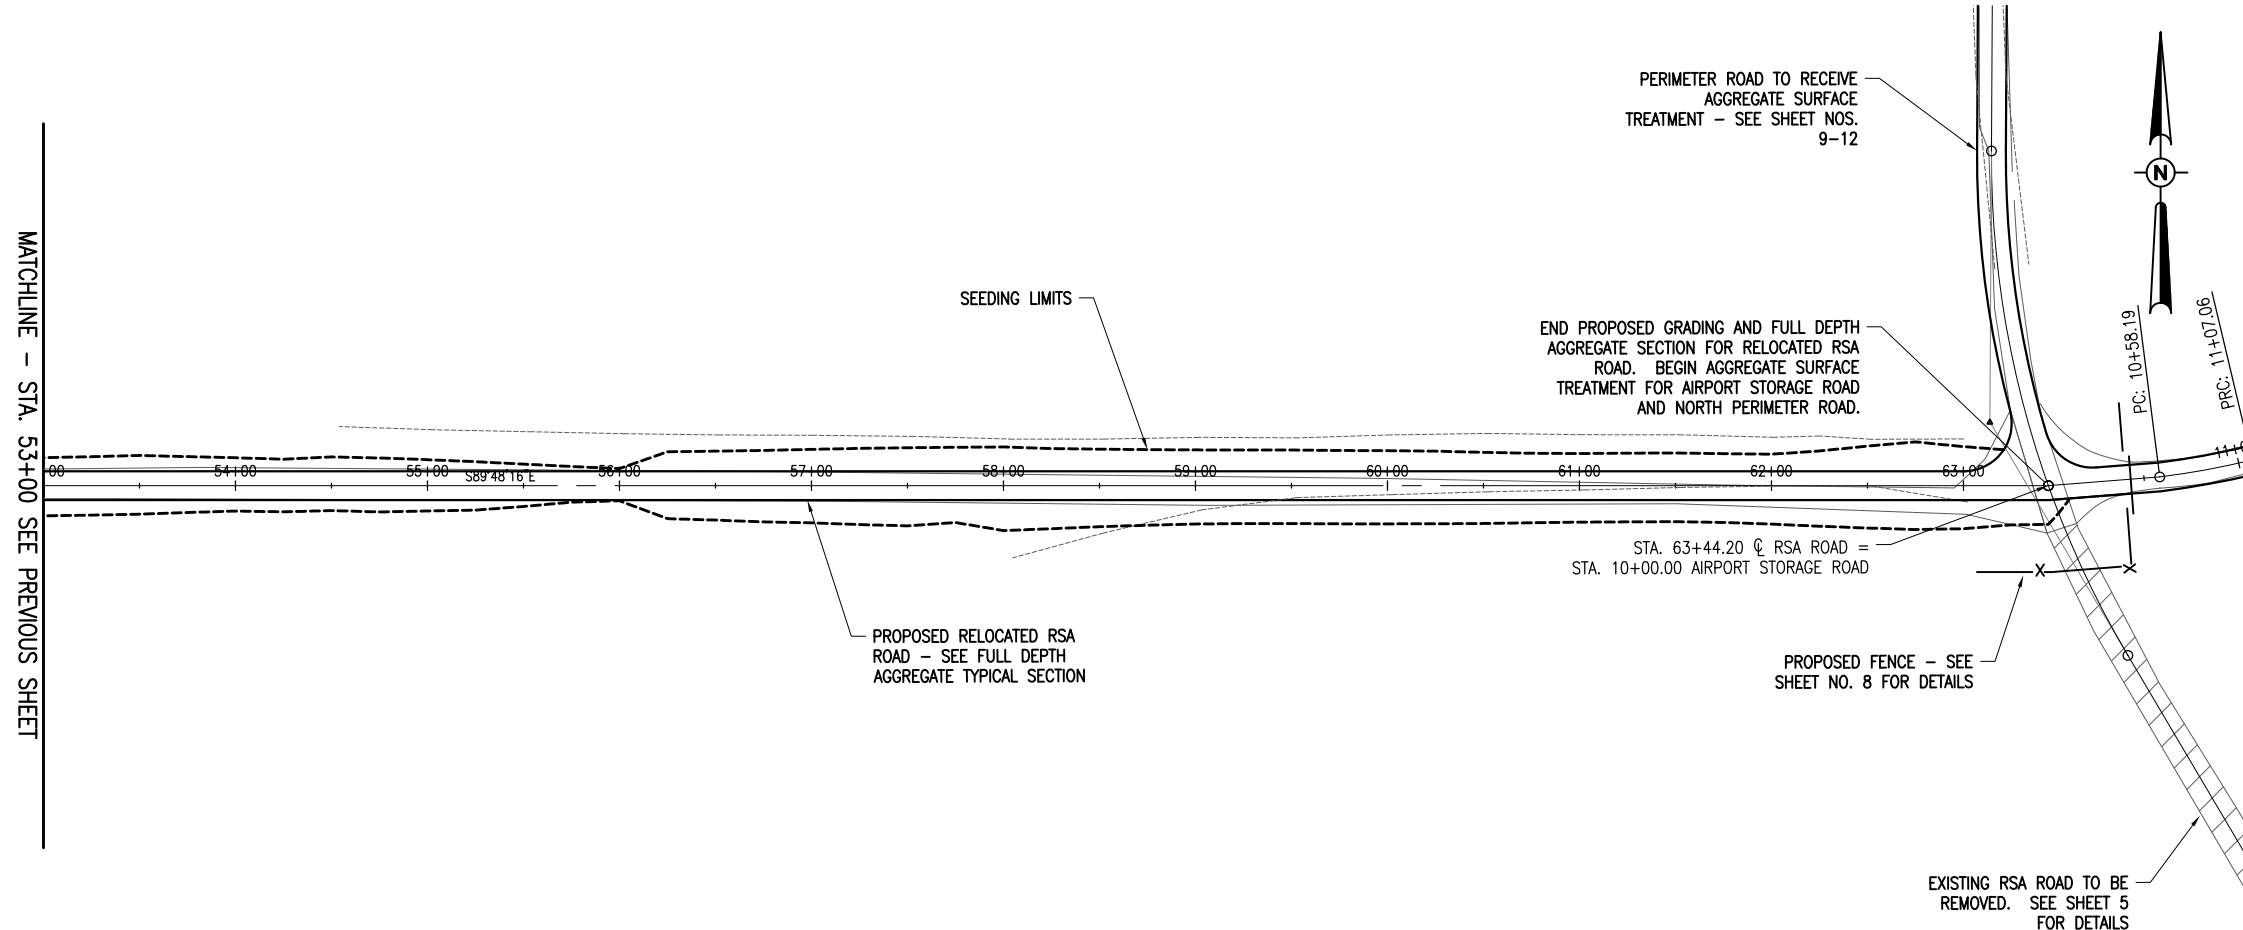 PERIMETER ROAD TO RECEIVE
AGGREGATE SURFACE
TREATMENT - SEE SHEET NOS.
9-12
N
SEEDING LIMITS
END PROPOSED GRADING AND FULL DEPTH
AGGREGATE SECTION FOR RELOCATED RSA
ROAD. BEGIN AGGREGATE SURFACE
TREATMENT FOR AIRPORT STORAGE ROAD
AND NORTH PERIMETER ROAD.
PC: 10+58.19
PRC: 11+07.06
MATCHLINE - STA. 53+00 SEE PREVIOUS SHEET
00 54+00 55+00 56+00 57+00 58+00 59+00 60+00 61+00 62+00 63+00
S89°48'16"E
STA. 63+44.20 ℄ RSA ROAD =
STA. 10+00.00 AIRPORT STORAGE ROAD
X X
PROPOSED RELOCATED RSA
ROAD - SEE FULL DEPTH
AGGREGATE TYPICAL SECTION
PROPOSED FENCE - SEE
SHEET NO. 8 FOR DETAILS
EXISTING RSA ROAD TO BE
REMOVED. SEE SHEET 5
FOR DETAILS